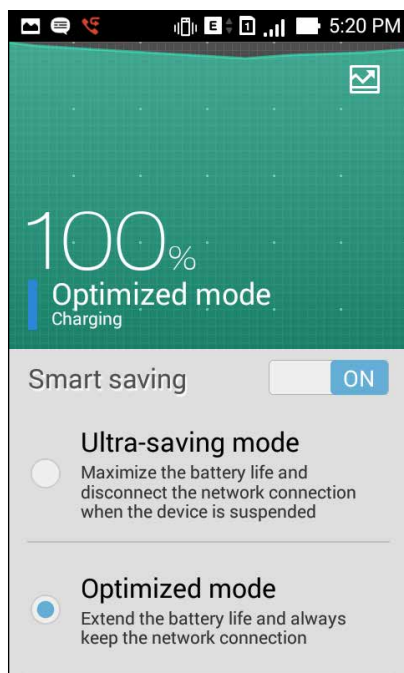 E 1 5:20 PM
100%
Optimized mode
Charging
Smart saving
ON
Ultra-saving mode
Maximize the battery life and
disconnect the network connection
when the device is suspended
Optimized mode
Extend the battery life and always
keep the network connection